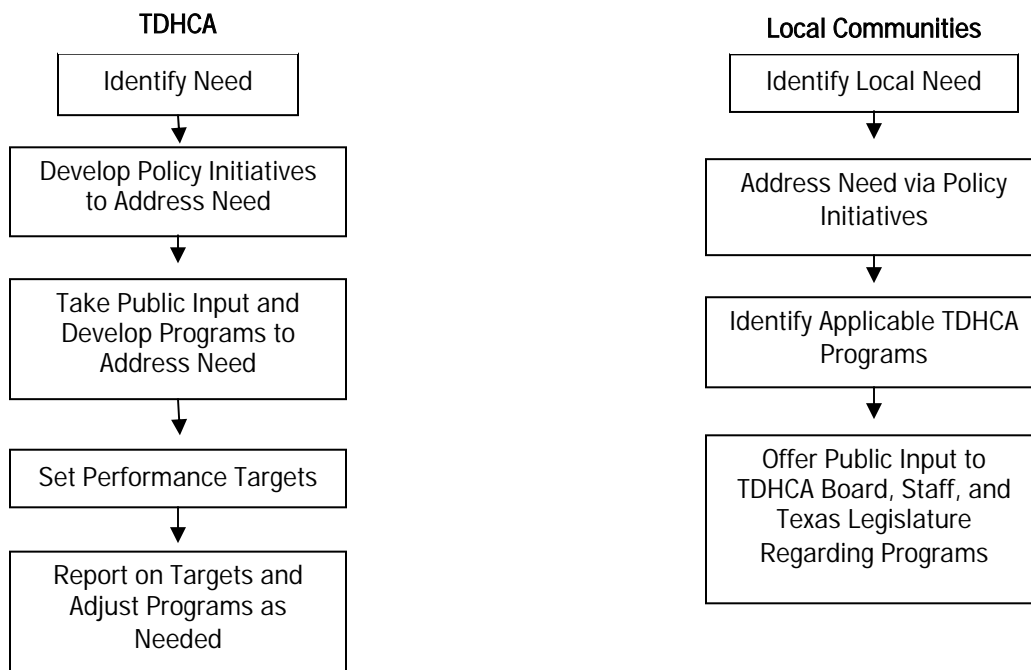 TDHCA
Identify Need
Develop Policy Initiatives
to Address Need
Take Public Input and
Develop Programs to
Address Need
Set Performance Targets
Report on Targets and
Adjust Programs as
Needed
Local Communities
Identify Local Need
Address Need via Policy
Initiatives
Identify Applicable TDHCA
Programs
Offer Public Input to
TDHCA Board, Staff, and
Texas Legislature
Regarding Programs